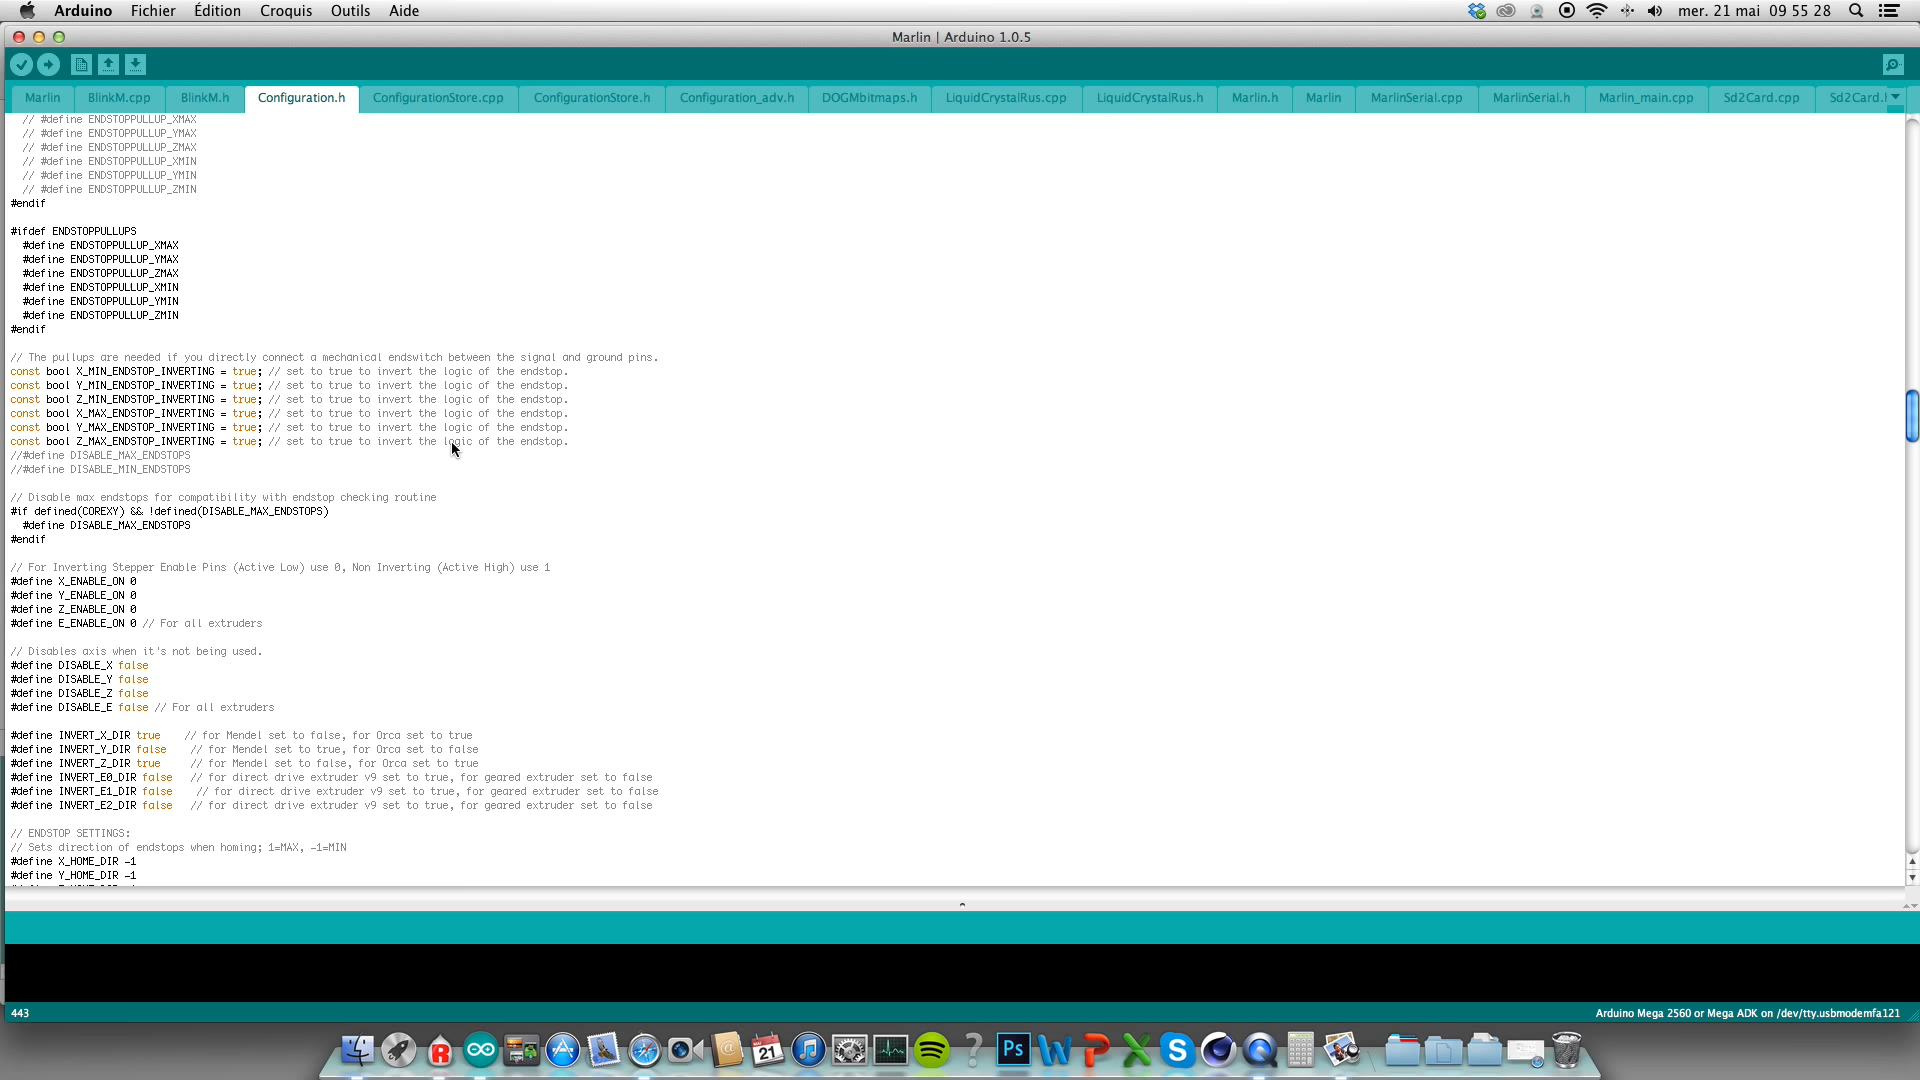 Arduino Fichier Édition Croquis Outils Aide mer. 21 mai 09 55 28
Marlin | Arduino 1.0.5
Marlin BlinkM.cpp BlinkM.h Configuration.h ConfigurationStore.cpp ConfigurationStore.h Configuration_adv.h DOGMbitmaps.h LiquidCrystalRus.cpp LiquidCrystalRus.h Marlin.h Marlin MarlinSerial.cpp MarlinSerial.h Marlin_main.cpp Sd2Card.cpp Sd2Card.
// #define ENDSTOPPULLUP_XMAX
// #define ENDSTOPPULLUP_YMAX
// #define ENDSTOPPULLUP_ZMAX
// #define ENDSTOPPULLUP_XMIN
// #define ENDSTOPPULLUP_YMIN
// #define ENDSTOPPULLUP_ZMIN
#endif
#ifdef ENDSTOPPULLUPS
#define ENDSTOPPULLUP_XMAX
#define ENDSTOPPULLUP_YMAX
#define ENDSTOPPULLUP_ZMAX
#define ENDSTOPPULLUP_XMIN
#define ENDSTOPPULLUP_YMIN
#define ENDSTOPPULLUP_ZMIN
#endif
// The pullups are needed if you directly connect a mechanical endswitch between the signal and ground pins.
const bool X_MIN_ENDSTOP_INVERTING = true; // set to true to invert the logic of the endstop.
const bool Y_MIN_ENDSTOP_INVERTING = true; // set to true to invert the logic of the endstop.
const bool Z_MIN_ENDSTOP_INVERTING = true; // set to true to invert the logic of the endstop.
const bool X_MAX_ENDSTOP_INVERTING = true; // set to true to invert the logic of the endstop.
const bool Y_MAX_ENDSTOP_INVERTING = true; // set to true to invert the logic of the endstop.
const bool Z_MAX_ENDSTOP_INVERTING = true; // set to true to invert the logic of the endstop.
//#define DISABLE_MAX_ENDSTOPS
//#define DISABLE_MIN_ENDSTOPS
// Disable max endstops for compatibility with endstop checking routine
#if defined(COREXY) && !defined(DISABLE_MAX_ENDSTOPS)
#define DISABLE_MAX_ENDSTOPS
#endif
// For Inverting Stepper Enable Pins (Active Low) use 0, Non Inverting (Active High) use 1
#define X_ENABLE_ON 0
#define Y_ENABLE_ON 0
#define Z_ENABLE_ON 0
#define E_ENABLE_ON 0 // For all extruders
// Disables axis when it's not being used.
#define DISABLE_X false
#define DISABLE_Y false
#define DISABLE_Z false
#define DISABLE_E false // For all extruders
#define INVERT_X_DIR true // for Mendel set to false, for Orca set to true
#define INVERT_Y_DIR false // for Mendel set to true, for Orca set to false
#define INVERT_Z_DIR true // for Mendel set to false, for Orca set to true
#define INVERT_E0_DIR false // for direct drive extruder v9 set to true, for geared extruder set to false
#define INVERT_E1_DIR false // for direct drive extruder v9 set to true, for geared extruder set to false
#define INVERT_E2_DIR false // for direct drive extruder v9 set to true, for geared extruder set to false
// ENDSTOP SETTINGS:
// Sets direction of endstops when homing; 1=MAX, -1=MIN
#define X_HOME_DIR -1
#define Y_HOME_DIR -1
443 Arduino Mega 2560 or Mega ADK on /dev/tty.usbmodemfa121
21
Ps